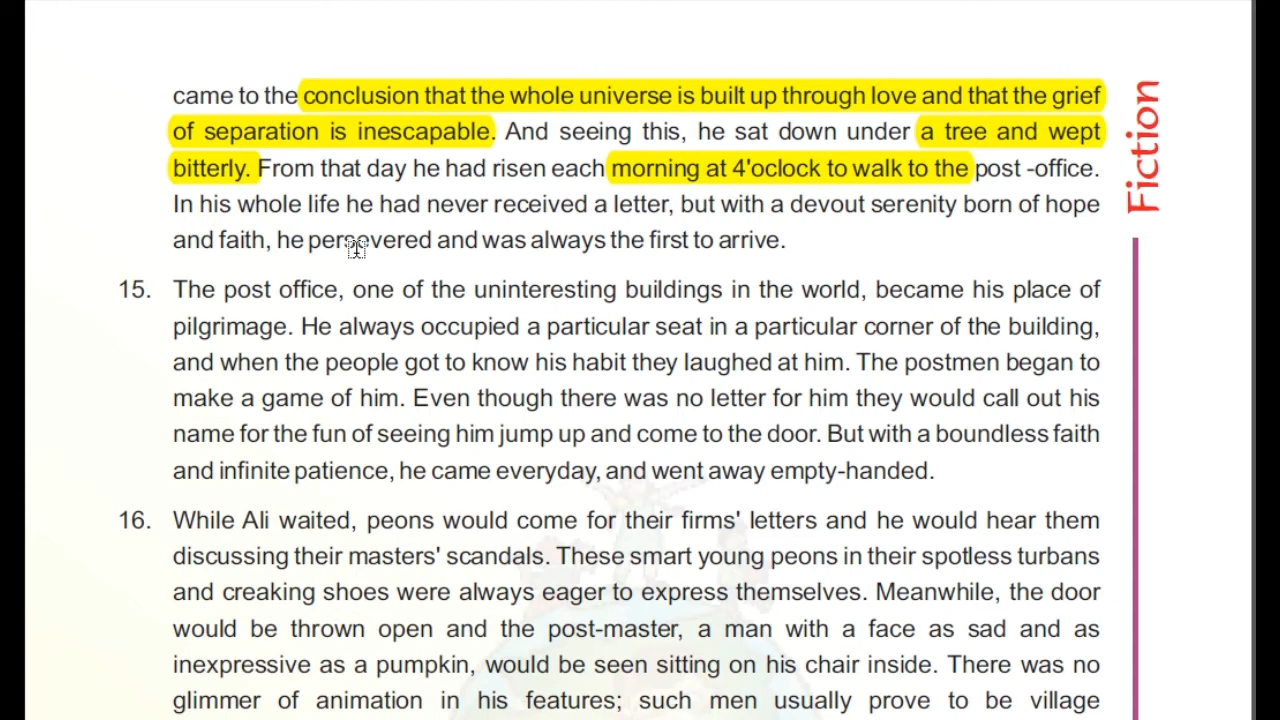 came to the conclusion that the whole universe is built up through love and that the grief
of separation is inescapable. And seeing this, he sat down under a tree and wept
bitterly. From that day he had risen each morning at 4'oclock to walk to the post -office.
In his whole life he had never received a letter, but with a devout serenity born of hope
and faith, he persevered and was always the first to arrive.
15. The post office, one of the uninteresting buildings in the world, became his place of
pilgrimage. He always occupied a particular seat in a particular corner of the building,
and when the people got to know his habit they laughed at him. The postmen began to
make a game of him. Even though there was no letter for him they would call out his
name for the fun of seeing him jump up and come to the door. But with a boundless faith
and infinite patience, he came everyday, and went away empty-handed.
16. While Ali waited, peons would come for their firms' letters and he would hear them
discussing their masters' scandals. These smart young peons in their spotless turbans
and creaking shoes were always eager to express themselves. Meanwhile, the door
would be thrown open and the post-master, a man with a face as sad and as
inexpressive as a pumpkin, would be seen sitting on his chair inside. There was no
glimmer of animation in his features; such men usually prove to be village
Fiction